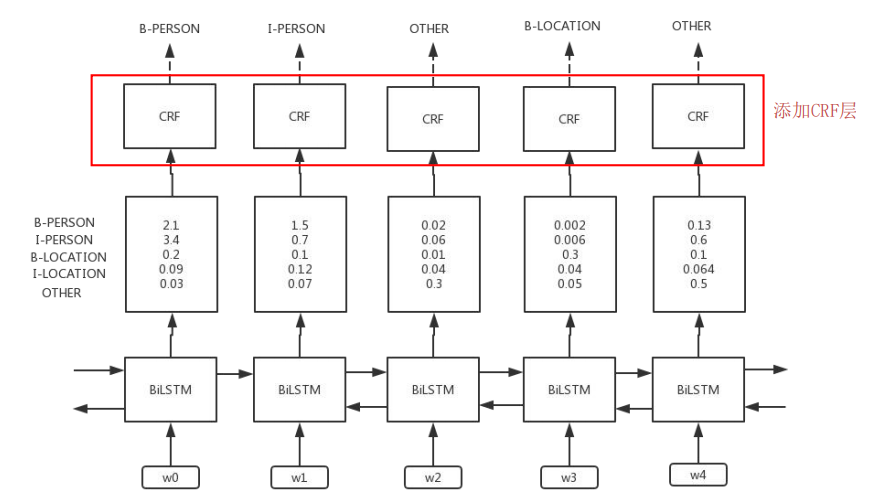 B-PERSON I-PERSON OTHER B-LOCATION OTHER
CRF CRF CRF CRF CRF
添加CRF层
B-PERSON 2.1 1.5 0.02 0.002 0.13
I-PERSON 3.4 0.7 0.06 0.006 0.6
B-LOCATION 0.2 0.1 0.01 0.3 0.1
I-LOCATION 0.09 0.12 0.04 0.04 0.064
OTHER 0.03 0.07 0.3 0.05 0.5
BiLSTM BiLSTM BiLSTM BiLSTM BiLSTM
w0 w1 w2 w3 w4